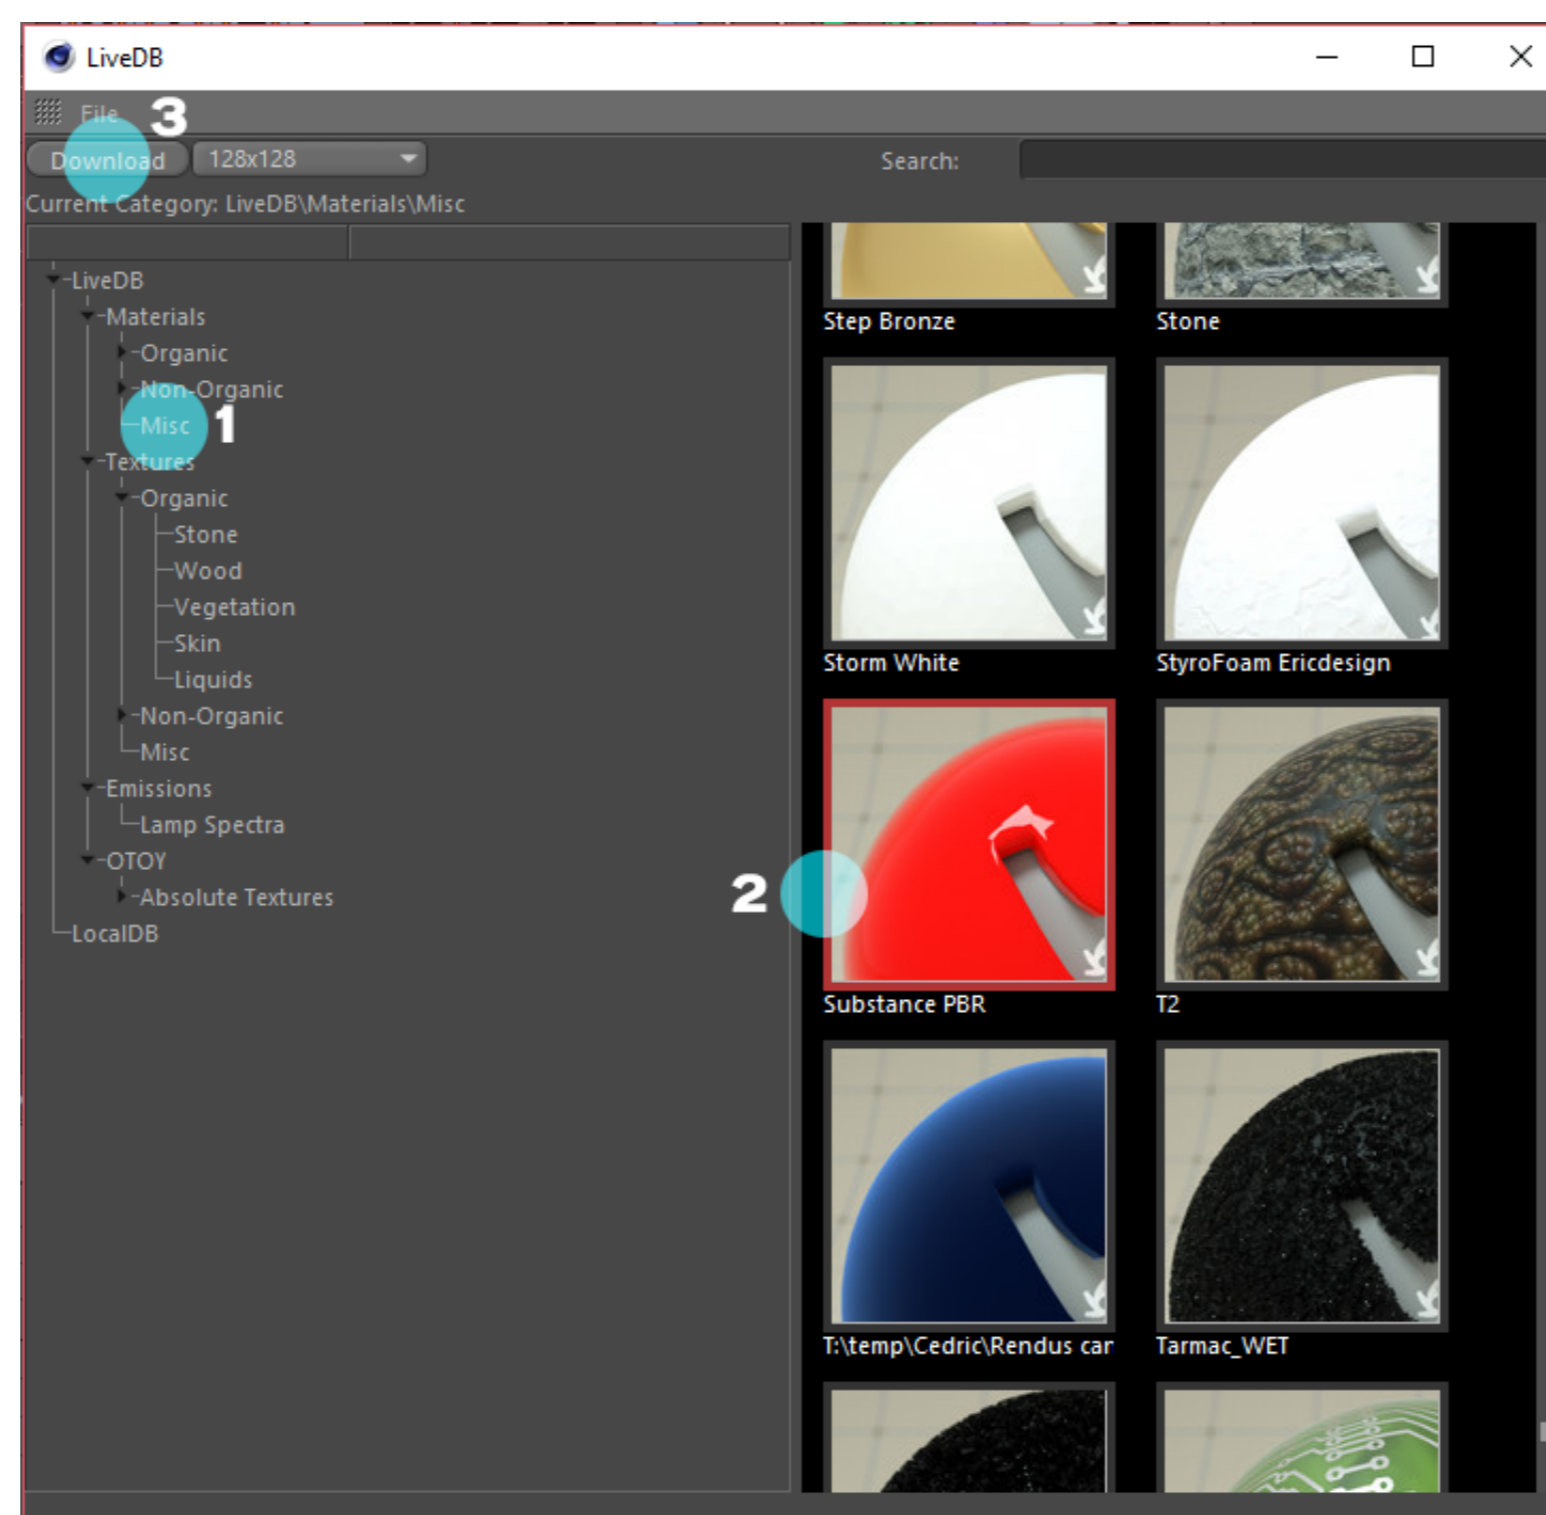 LiveDB
File
3
Download
128x128
Search:
Current Category: LiveDB\Materials\Misc
LiveDB
Materials
Organic
Non-Organic
Misc
1
Textures
Organic
Stone
Wood
Vegetation
Skin
Liquids
Non-Organic
Misc
Emissions
Lamp Spectra
OTOY
Absolute Textures
LocalDB
Step Bronze
Stone
Storm White
StyroFoam Ericdesign
2
Substance PBR
T2
T:\temp\Cedric\Rendus car
Tarmac_WET